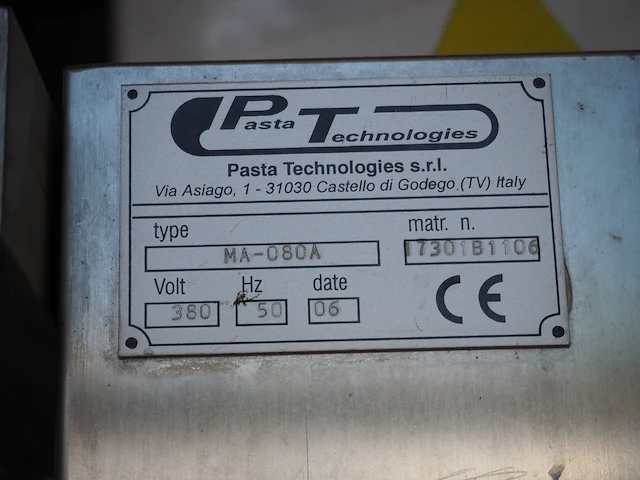 Pasta Technologies
Pasta Technologies s.r.l.
Via Asiago, 1 - 31030 Castello di Godego (TV) Italy
type matr. n.
MA-080A 17301B1106
Volt Hz date
380 50 06
CE